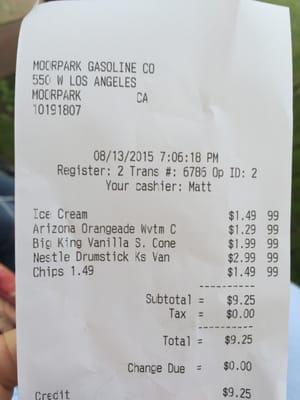 MOORPARK GASOLINE CO
550 W LOS ANGELES
MOORPARK CA
10191807
08/13/2015 7:06:18 PM
Register: 2 Trans #: 6786 Op ID: 2
Your cashier: Matt
Ice Cream $1.49 99
Arizona Orangeade Wvtm C $1.29 99
Big King Vanilla S. Cone $1.99 99
Nestle Drumstick Ks Van $2.99 99
Chips 1.49 $1.49 99
----------
Subtotal = $9.25
Tax = $0.00
----------
Total = $9.25
Change Due = $0.00
Credit $9.25